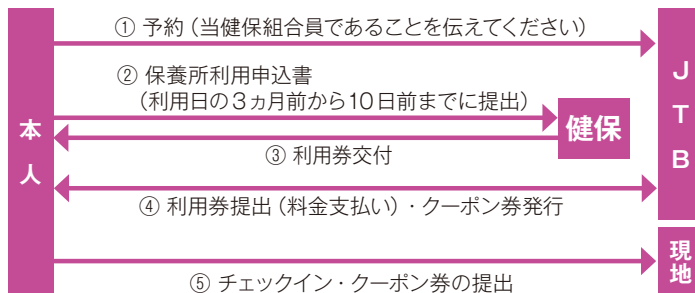 ① 予約（当健保組合員であることを伝えてください）
② 保養所利用申込書
（利用日の３ヵ月前から10日前までに提出）
本人
健保
JTB
③ 利用券交付
④ 利用券提出（料金支払い）・クーポン券発行
現地
⑤ チェックイン・クーポン券の提出